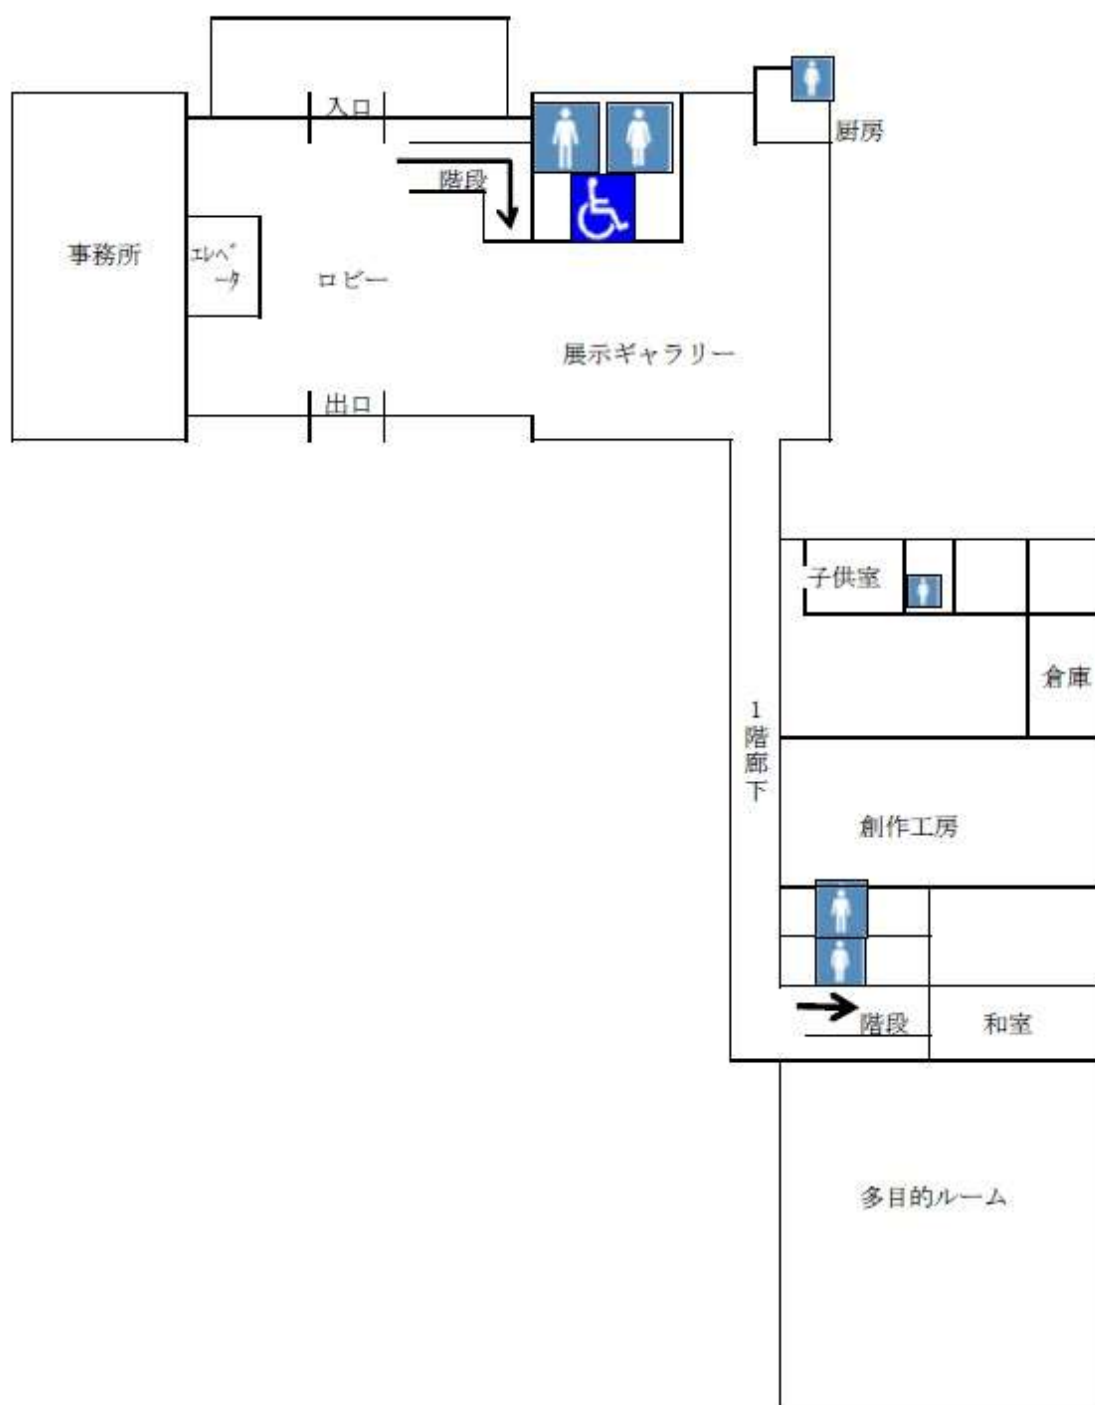 入口
厨房
階段
事務所
エレベ
ータ
ロビー
展示ギャラリー
出口
子供室
倉庫
1階廊下
創作工房
階段
和室
多目的ルーム